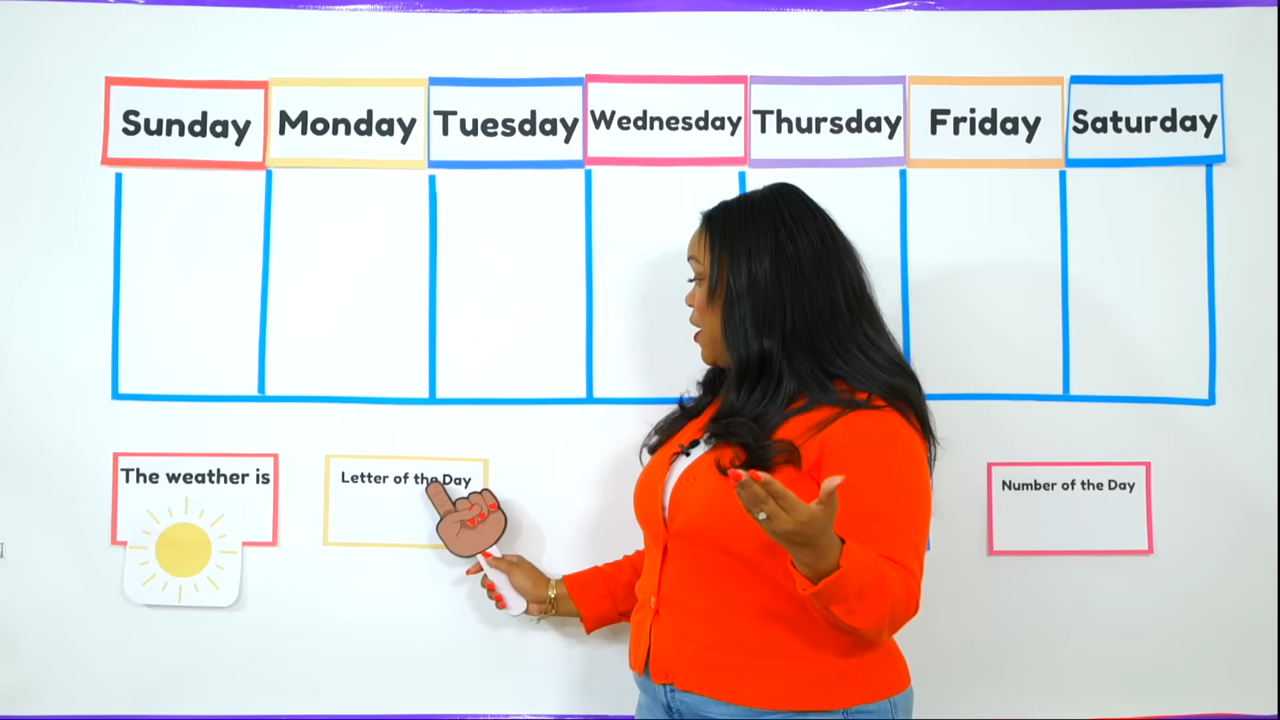 Sunday Monday Tuesday Wednesday Thursday Friday Saturday
The weather is
Letter of the Day
Number of the Day